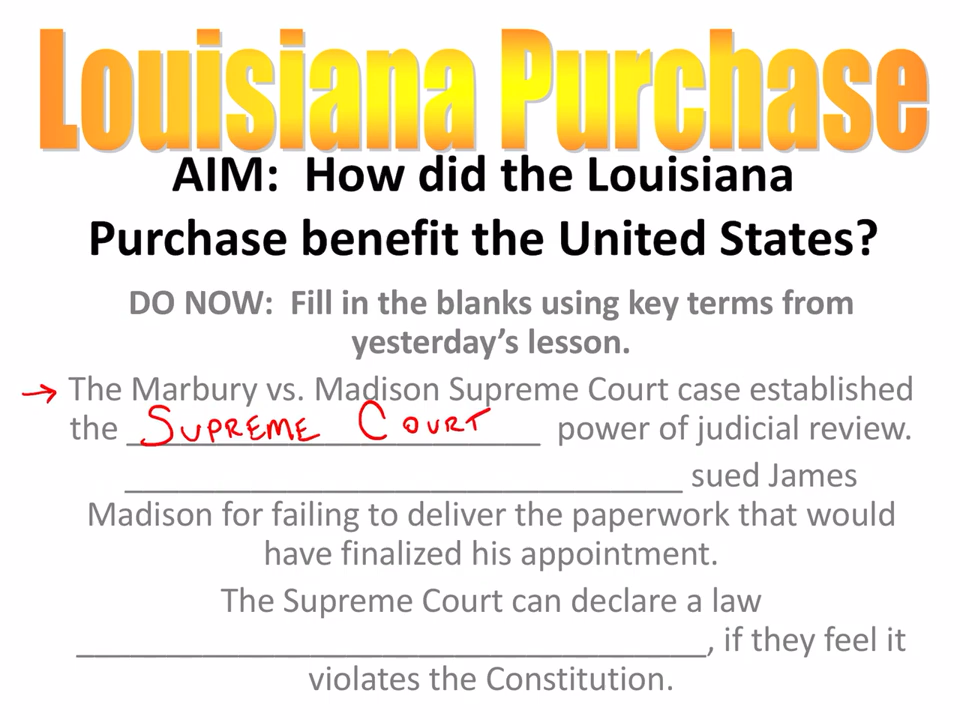 Louisiana Purchase
AIM: How did the Louisiana
Purchase benefit the United States?
DO NOW: Fill in the blanks using key terms from
yesterday's lesson.
→ The Marbury vs. Madison Supreme Court case established
the SUPREME COURT power of judicial review.
_______________________________ sued James
Madison for failing to deliver the paperwork that would
have finalized his appointment.
The Supreme Court can declare a law
___________________________________, if they feel it
violates the Constitution.